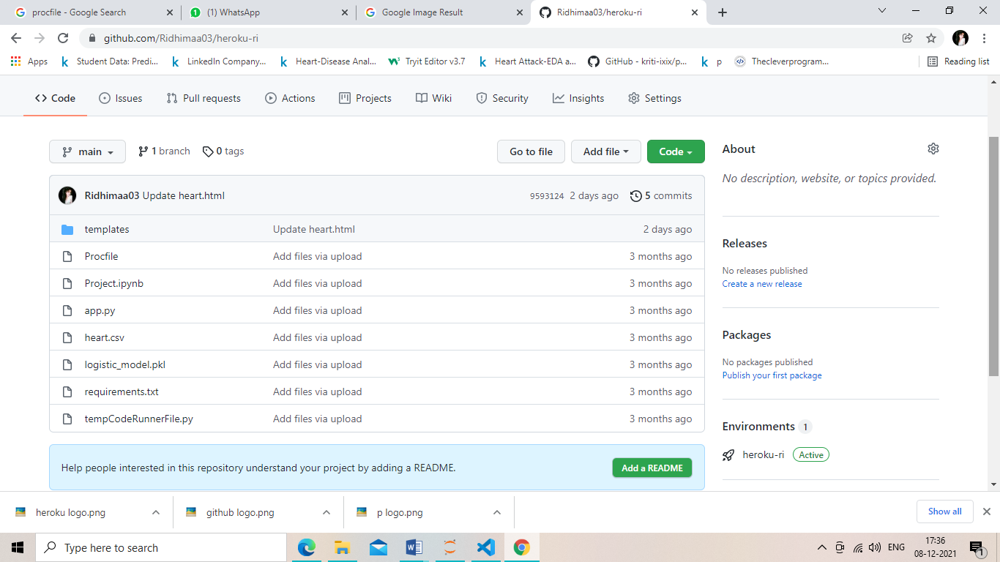 procfile - Google Search
(1) WhatsApp
Google Image Result
Ridhimaa03/heroku-ri
github.com/Ridhimaa03/heroku-ri
Apps
Student Data: Predi...
LinkedIn Company...
Heart-Disease Anal...
Tryit Editor v3.7
Heart Attack-EDA a...
GitHub - kriti-ixix/p...
p
Thecleverprogram...
Reading list
Code
Issues
Pull requests
Actions
Projects
Wiki
Security
Insights
Settings
main
1 branch
0 tags
Go to file
Add file
Code
Ridhimaa03 Update heart.html
9593124 2 days ago
5 commits
templates
Update heart.html
2 days ago
Procfile
Add files via upload
3 months ago
Project.ipynb
Add files via upload
3 months ago
app.py
Add files via upload
3 months ago
heart.csv
Add files via upload
3 months ago
logistic_model.pkl
Add files via upload
3 months ago
requirements.txt
Add files via upload
3 months ago
tempCodeRunnerFile.py
Add files via upload
3 months ago
Help people interested in this repository understand your project by adding a README.
Add a README
About
No description, website, or topics provided.
Releases
No releases published
Create a new release
Packages
No packages published
Publish your first package
Environments 1
heroku-ri Active
heroku logo.png
github logo.png
p logo.png
Show all
Type here to search
ENG
17:36
08-12-2021
1